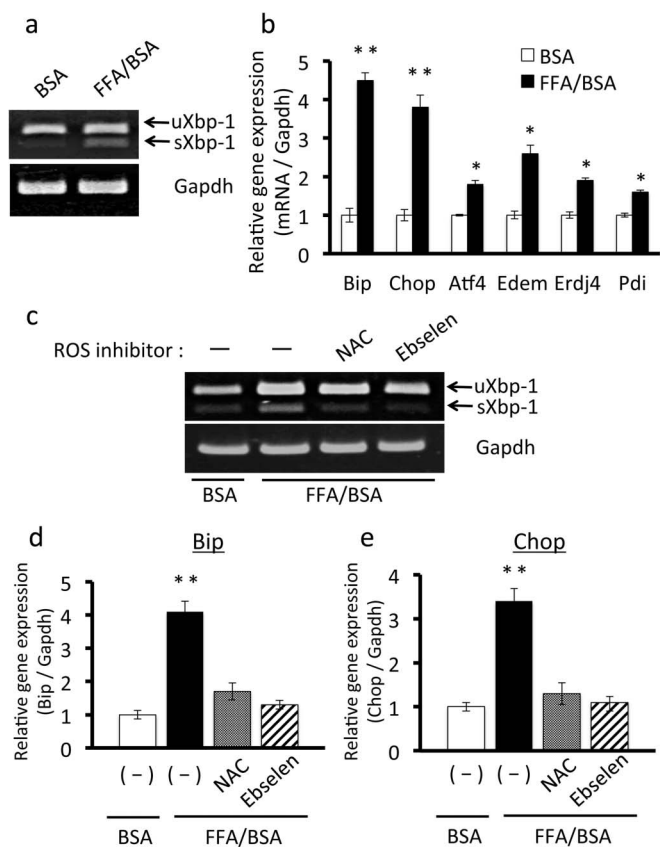 a
BSA
FFA/BSA
uXbp-1
sXbp-1
Gapdh
b
BSA
FFA/BSA
Relative gene expression
(mRNA / Gapdh)
5
4
3
2
1
0
* *
* *
*
*
*
*
Bip Chop Atf4 Edem Erdj4 Pdi
c
ROS inhibitor : — — NAC Ebselen
uXbp-1
sXbp-1
Gapdh
BSA FFA/BSA
d
Bip
Relative gene expression
(Bip / Gapdh)
5
4
3
2
1
0
* *
(-) (-) NAC Ebselen
BSA FFA/BSA
e
Chop
Relative gene expression
(Chop / Gapdh)
4
3
2
1
0
* *
(-) (-) NAC Ebselen
BSA FFA/BSA